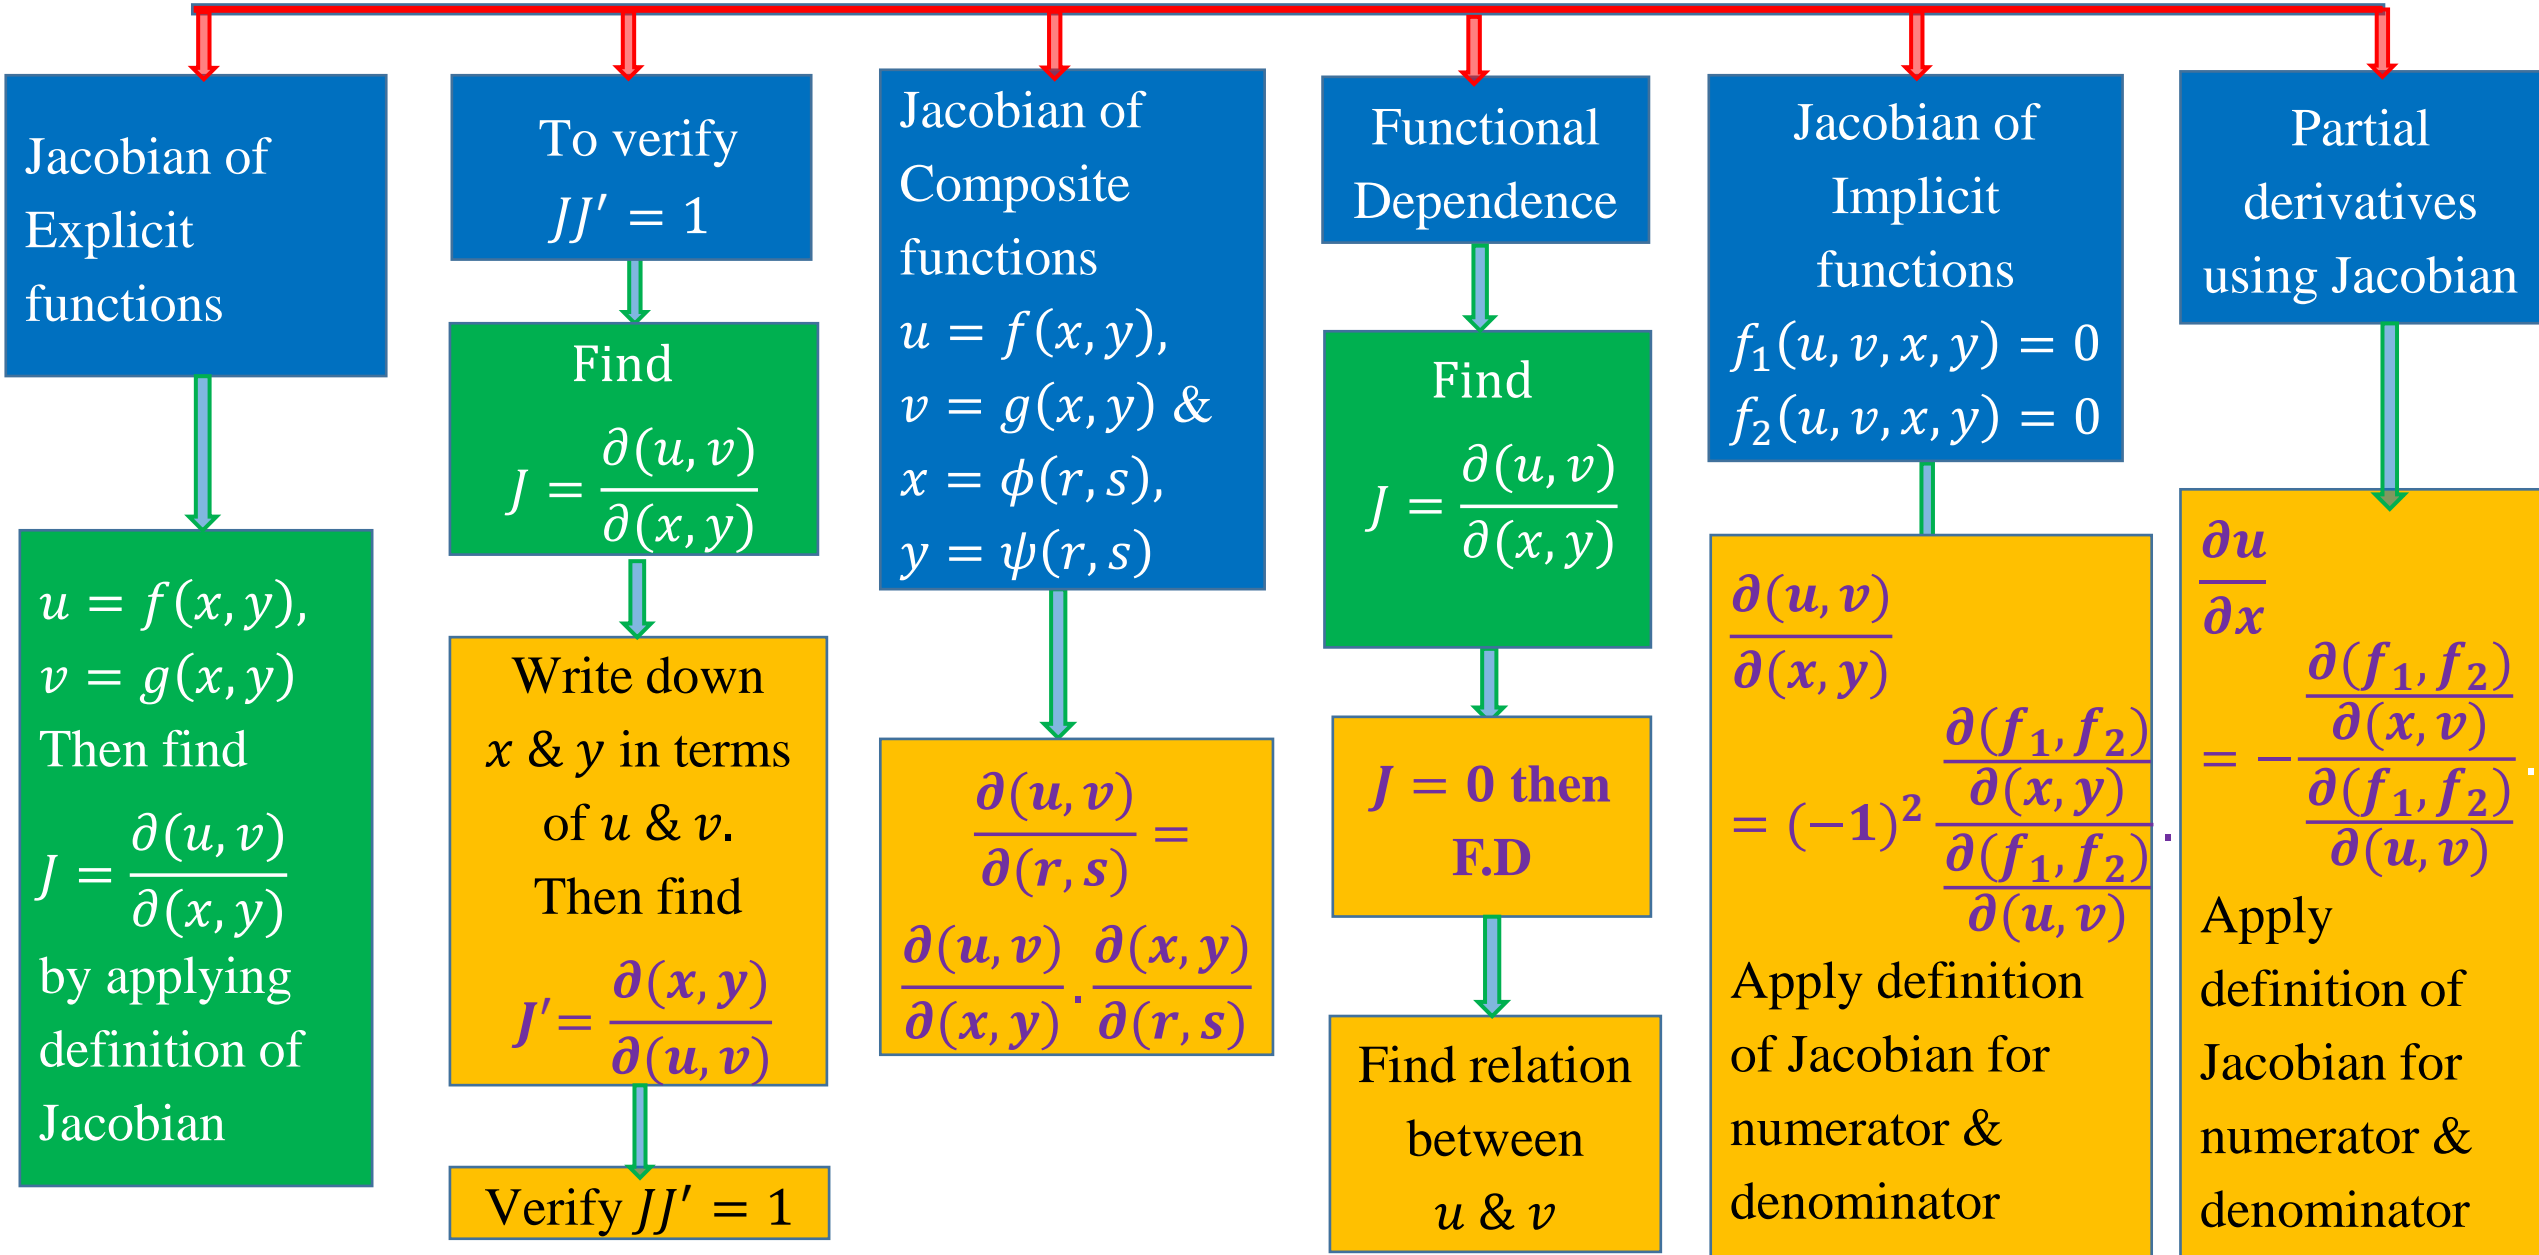 Jacobian of
Explicit
functions
u = f(x, y),
v = g(x, y)
Then find
J = ∂(u, v)/∂(x, y)
by applying
definition of
Jacobian
To verify
JJ′ = 1
Find
J = ∂(u, v)/∂(x, y)
Write down
x & y in terms
of u & v.
Then find
J′ = ∂(x, y)/∂(u, v)
Verify JJ′ = 1
Jacobian of
Composite
functions
u = f(x, y),
v = g(x, y) &
x = ϕ(r, s),
y = ψ(r, s)
∂(u, v)/∂(r, s) =
∂(u, v)/∂(x, y) . ∂(x, y)/∂(r, s)
Functional
Dependence
Find
J = ∂(u, v)/∂(x, y)
J = 0 then
F.D
Find relation
between
u & v
Jacobian of
Implicit
functions
f₁(u, v, x, y) = 0
f₂(u, v, x, y) = 0
∂(u, v)/∂(x, y)
= (−1)² (∂(f₁, f₂)/∂(x, y))/(∂(f₁, f₂)/∂(u, v)).
Apply definition
of Jacobian for
numerator &
denominator
Partial
derivatives
using Jacobian
∂u/∂x
= − (∂(f₁, f₂)/∂(x, v))/(∂(f₁, f₂)/∂(u, v)).
Apply
definition of
Jacobian for
numerator &
denominator